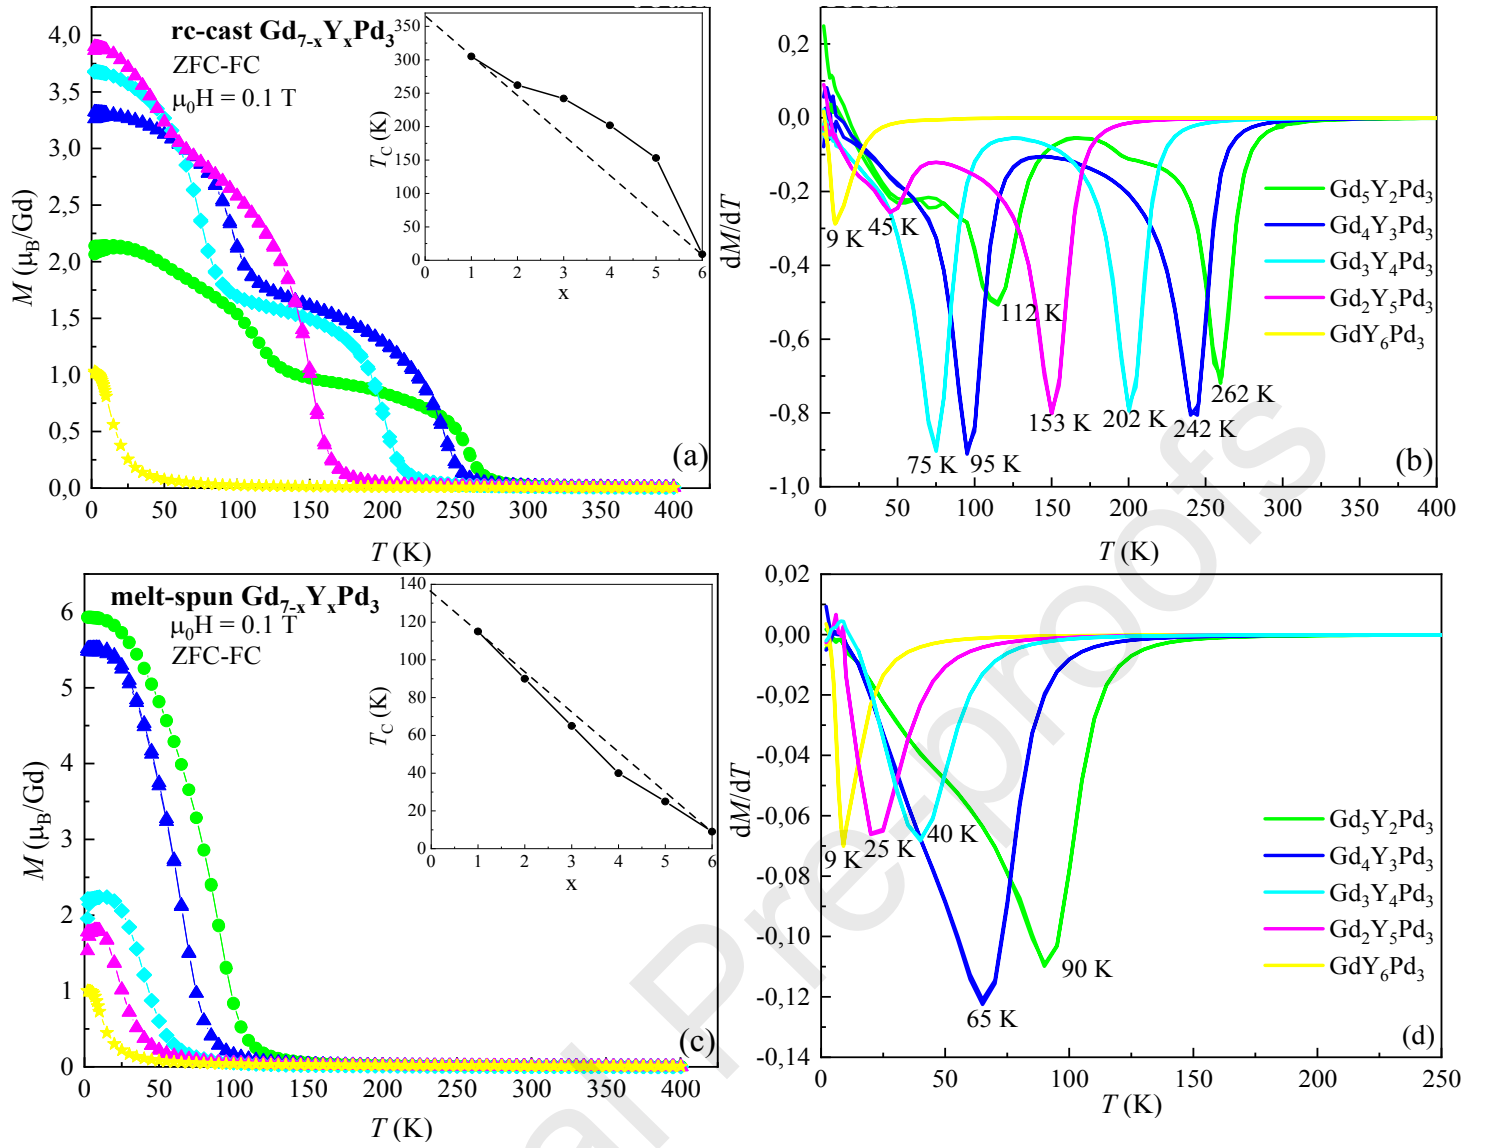 rc-cast Gd7-xYxPd3
ZFC-FC
μ0H = 0.1 T
M (μB/Gd)
4,0
3,5
3,0
2,5
2,0
1,5
1,0
0,5
0,0
0 50 100 150 200 250 300 350 400
T (K)
(a)
TC (K)
350
300
250
200
150
100
50
0
0 1 2 3 4 5 6
x
dM/dT
0,2
0,0
-0,2
-0,4
-0,6
-0,8
-1,0
0 50 100 150 200 250 300 350 400
T (K)
(b)
9 K
45 K
112 K
153 K
202 K
242 K
262 K
75 K
95 K
Gd5Y2Pd3
Gd4Y3Pd3
Gd3Y4Pd3
Gd2Y5Pd3
GdY6Pd3
melt-spun Gd7-xYxPd3
μ0H = 0.1 T
ZFC-FC
M (μB/Gd)
6
5
4
3
2
1
0
0 50 100 150 200 250 300 350 400
T (K)
(c)
TC (K)
140
120
100
80
60
40
20
0
0 1 2 3 4 5 6
x
dM/dT
0,02
0,00
-0,02
-0,04
-0,06
-0,08
-0,10
-0,12
-0,14
0 50 100 150 200 250
T (K)
(d)
9 K
25 K
40 K
65 K
90 K
Gd5Y2Pd3
Gd4Y3Pd3
Gd3Y4Pd3
Gd2Y5Pd3
GdY6Pd3
al Pre-proofs